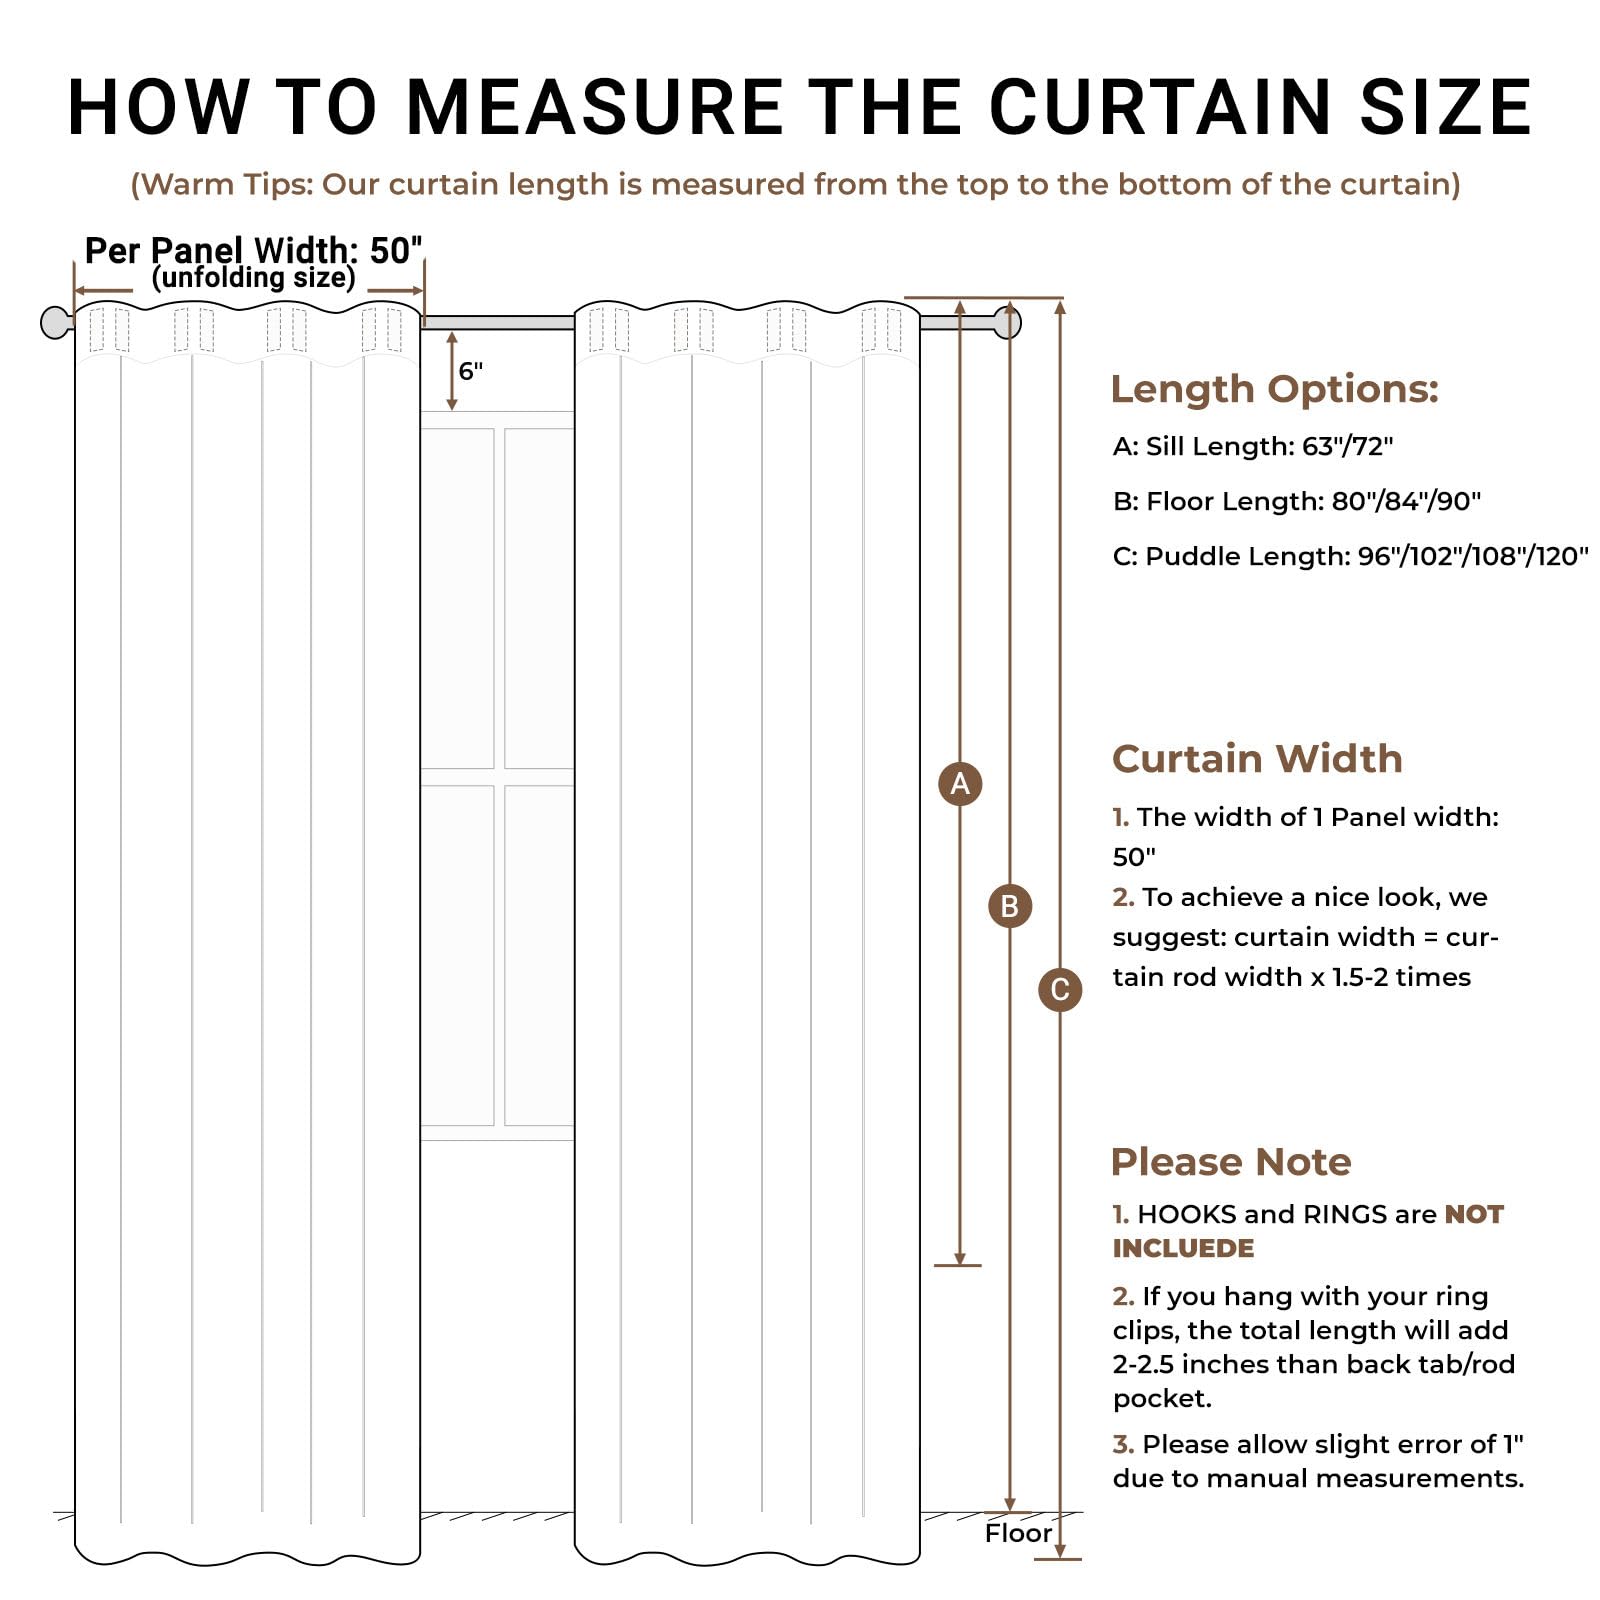 HOW TO MEASURE THE CURTAIN SIZE
(Warm Tips: Our curtain length is measured from the top to the bottom of the curtain)
Per Panel Width: 50"
(unfolding size)
6"
Length Options:
A: Sill Length: 63"/72"
B: Floor Length: 80"/84"/90"
C: Puddle Length: 96"/102"/108"/120"
Curtain Width
1. The width of 1 Panel width:
50"
2. To achieve a nice look, we
suggest: curtain width = cur-
tain rod width x 1.5-2 times
A
B
C
Please Note
1. HOOKS and RINGS are NOT
INCLUEDE
2. If you hang with your ring
clips, the total length will add
2-2.5 inches than back tab/rod
pocket.
3. Please allow slight error of 1"
due to manual measurements.
Floor